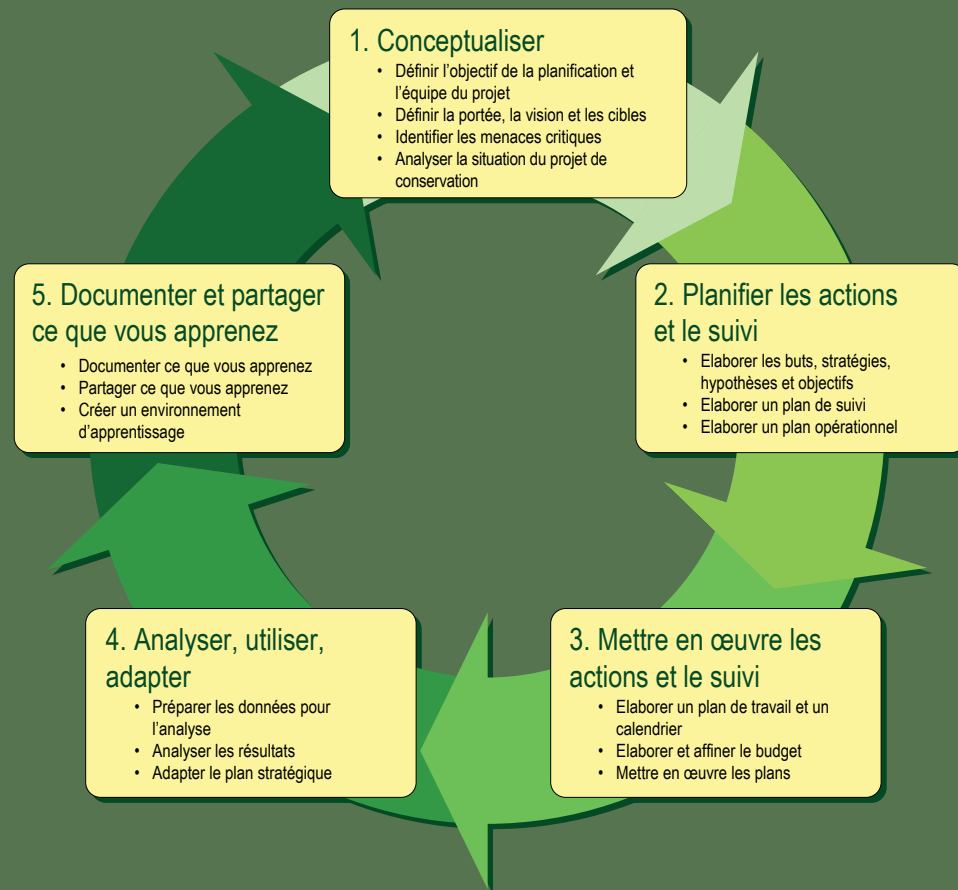 1. Conceptualiser
• Définir l'objectif de la planification et
l'équipe du projet
• Définir la portée, la vision et les cibles
• Identifier les menaces critiques
• Analyser la situation du projet de
conservation
2. Planifier les actions
et le suivi
• Elaborer les buts, stratégies,
hypothèses et objectifs
• Elaborer un plan de suivi
• Elaborer un plan opérationnel
3. Mettre en œuvre les
actions et le suivi
• Elaborer un plan de travail et un
calendrier
• Elaborer et affiner le budget
• Mettre en œuvre les plans
4. Analyser, utiliser,
adapter
• Préparer les données pour
l'analyse
• Analyser les résultats
• Adapter le plan stratégique
5. Documenter et partager
ce que vous apprenez
• Documenter ce que vous apprenez
• Partager ce que vous apprenez
• Créer un environnement
d'apprentissage